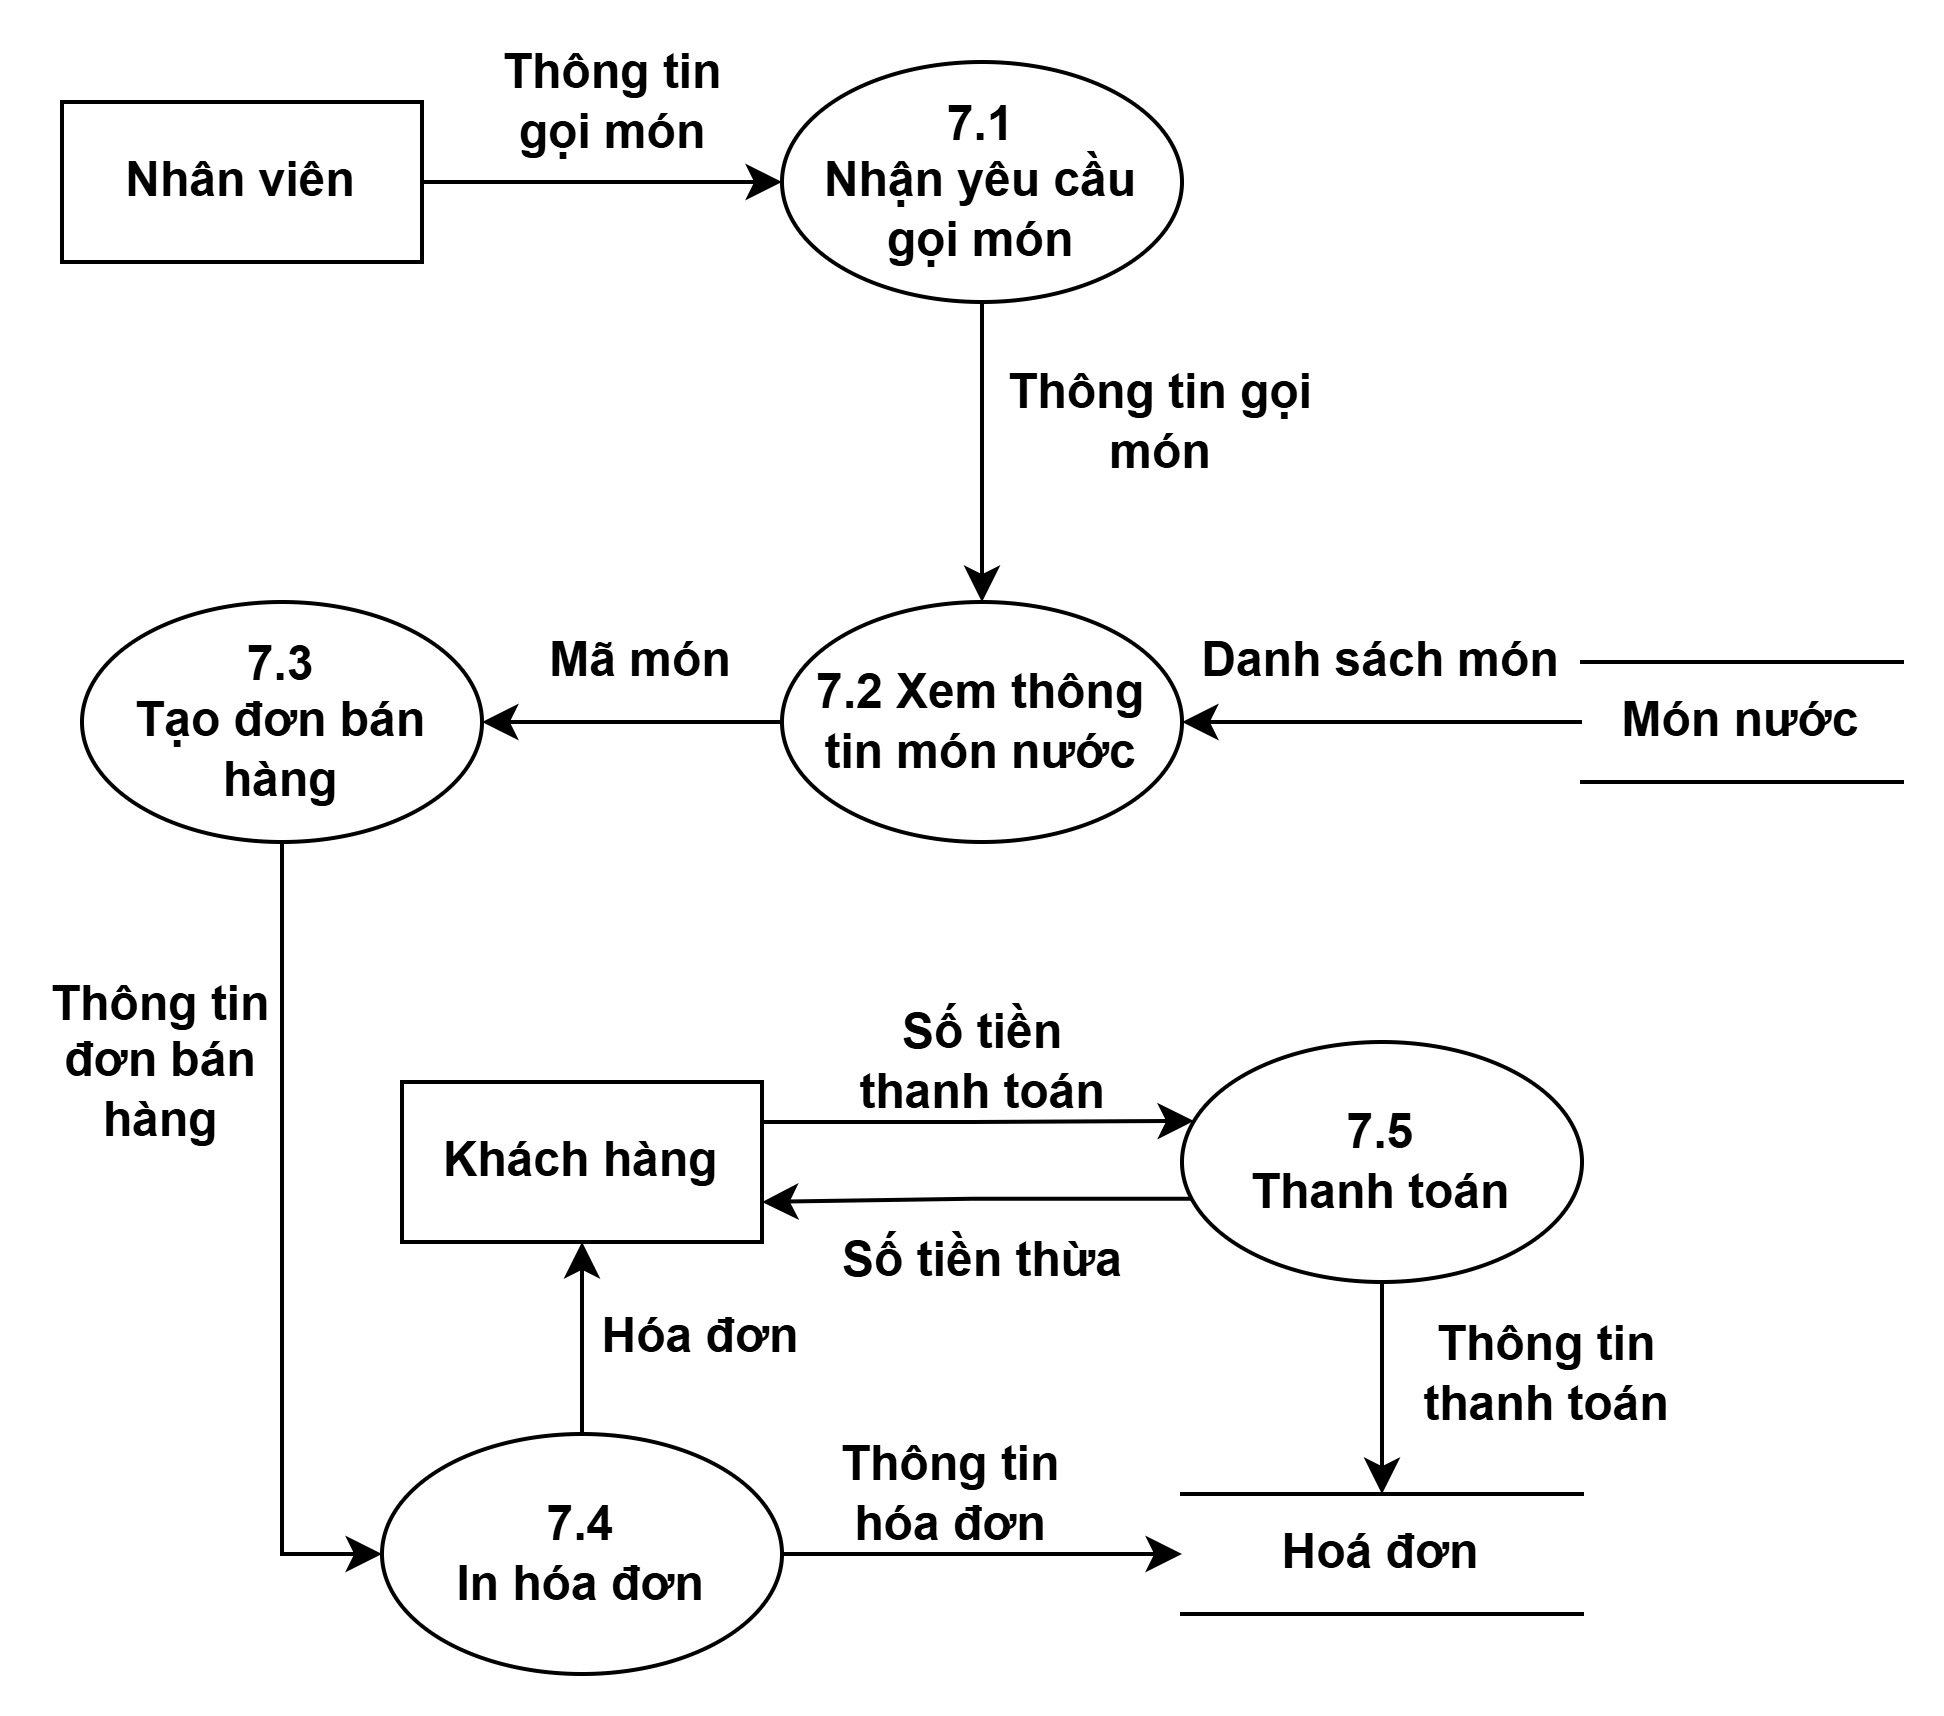 Thông tin
gọi món
Nhân viên
7.1
Nhận yêu cầu
gọi món
Thông tin gọi
món
7.3
Tạo đơn bán
hàng
Mã món
7.2 Xem thông
tin món nước
Danh sách món
Món nước
Thông tin
đơn bán
hàng
Số tiền
thanh toán
Khách hàng
7.5
Thanh toán
Số tiền thừa
Hóa đơn
Thông tin
thanh toán
7.4
In hóa đơn
Thông tin
hóa đơn
Hoá đơn